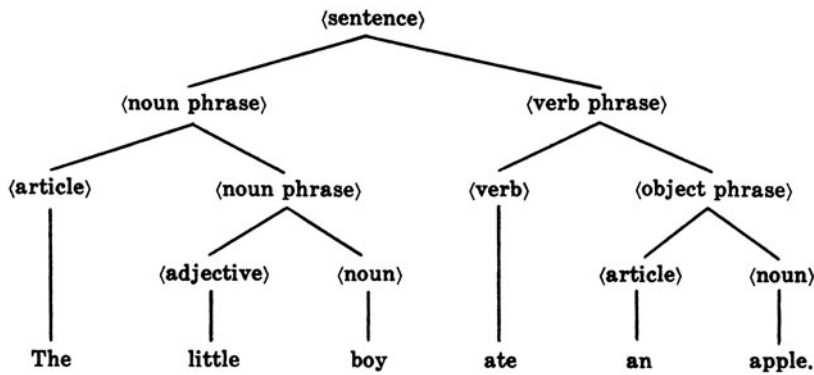 ⟨sentence⟩
⟨noun phrase⟩ ⟨verb phrase⟩
⟨article⟩ ⟨noun phrase⟩ ⟨verb⟩ ⟨object phrase⟩
⟨adjective⟩ ⟨noun⟩ ⟨article⟩ ⟨noun⟩
The little boy ate an apple.